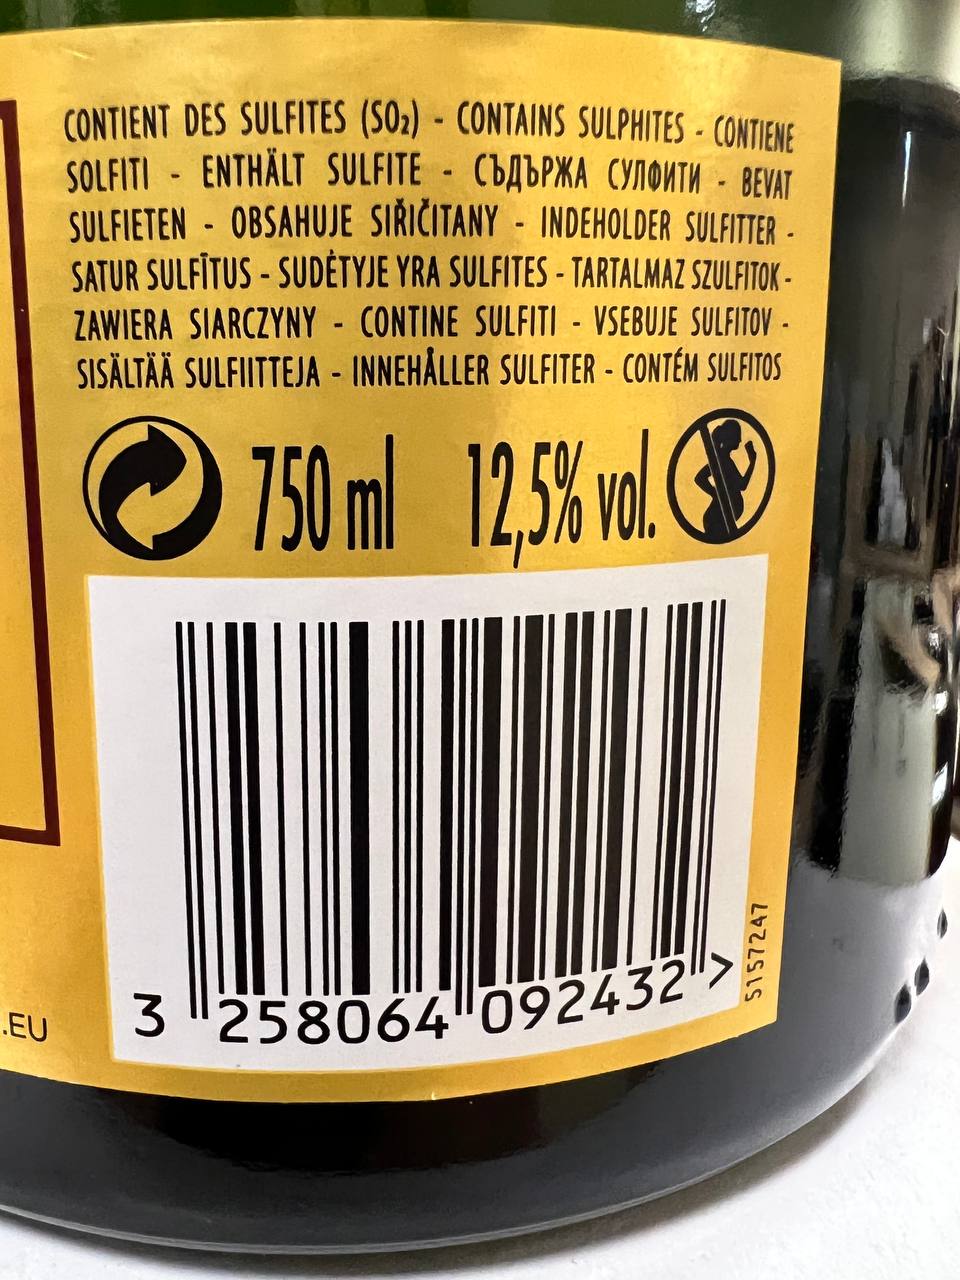 CONTIENT DES SULFITES (SO₂) - CONTAINS SULPHITES - CONTIENE
SOLFITI - ENTHÄLT SULFITE - СЪДЪРЖА СУЛФИТИ - BEVAT
SULFIETEN - OBSAHUJE SIŘIČITANY - INDEHOLDER SULFITTER -
SATUR SULFĪTUS - SUDĖTYJE YRA SULFITES - TARTALMAZ SZULFITOK -
ZAWIERA SIARCZYNY - CONTINE SULFITI - VSEBUJE SULFITOV -
SISÄLTÄÄ SULFIITTEJA - INNEHÅLLER SULFITER - CONTÉM SULFITOS
750 ml 12,5% vol.
5157247
.EU
3 258064 092432 >